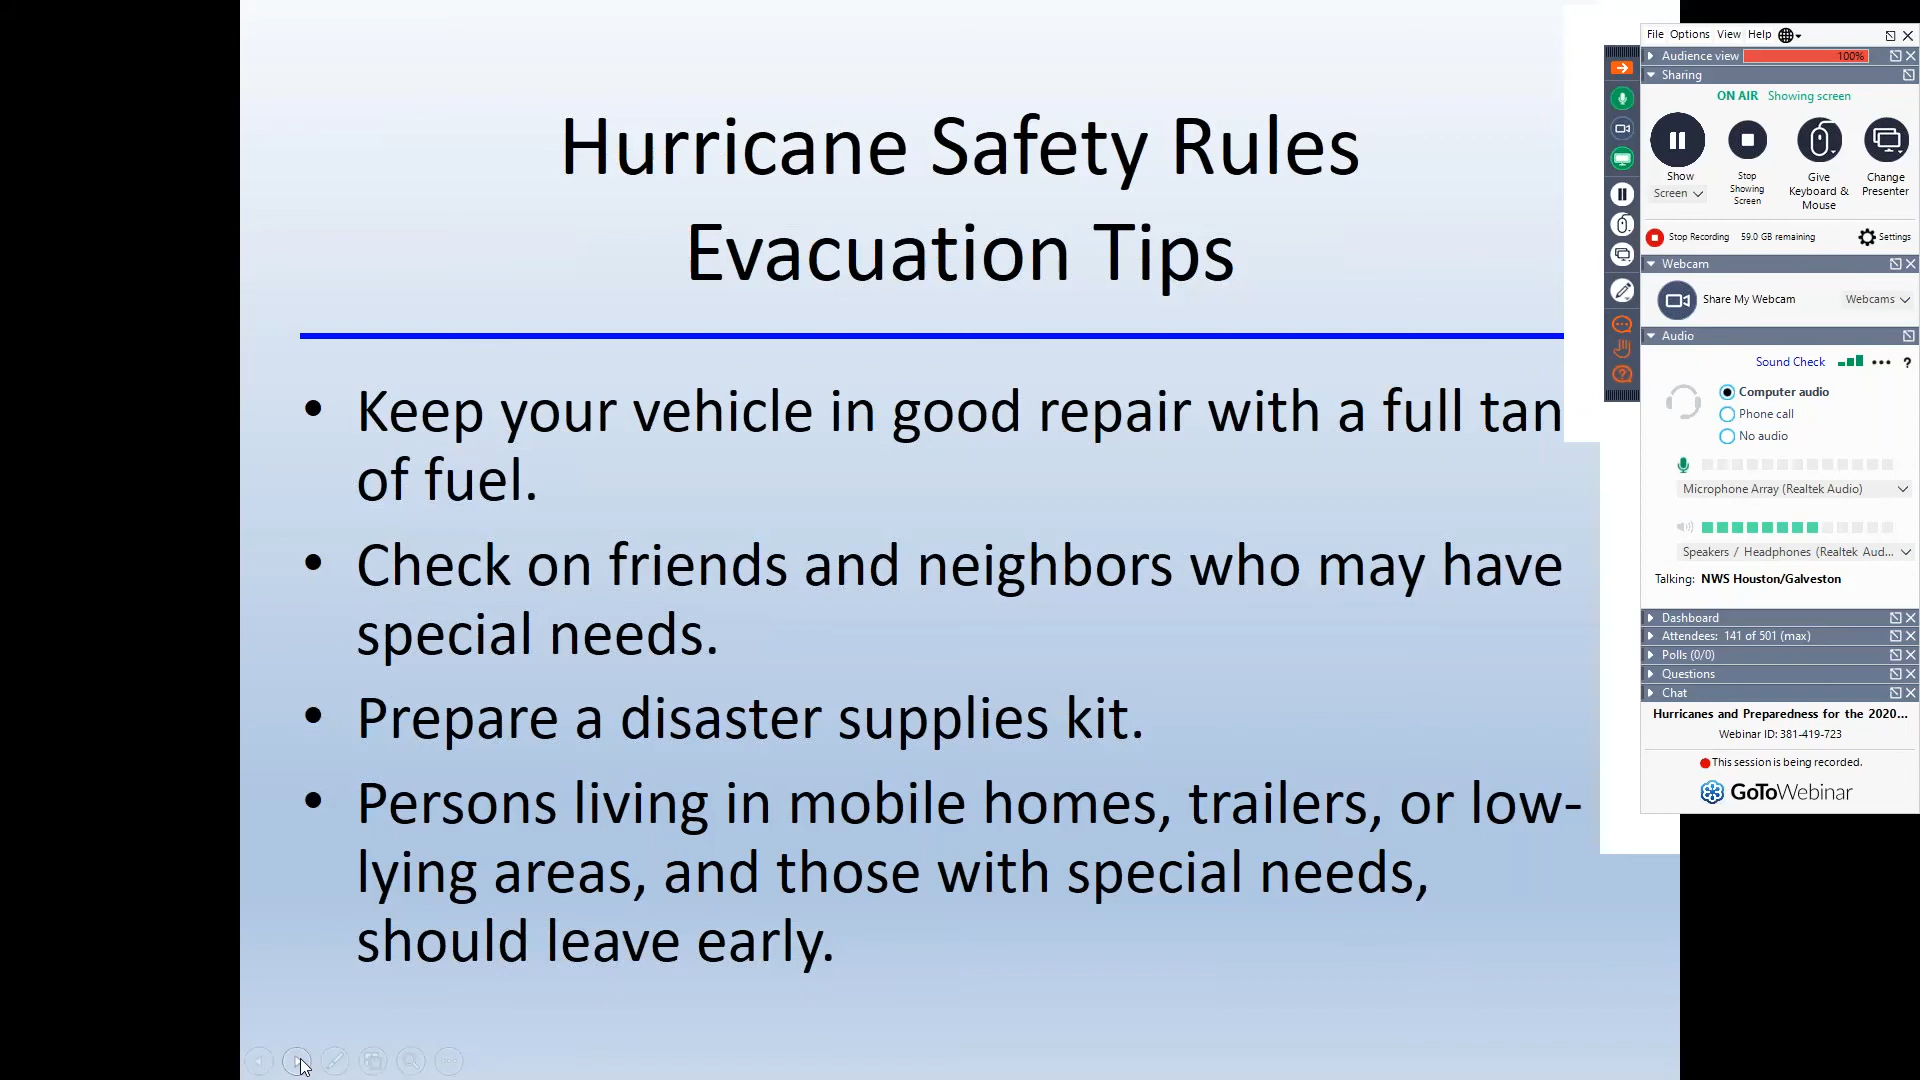 Hurricane Safety Rules
Evacuation Tips
• Keep your vehicle in good repair with a full tan
of fuel.
• Check on friends and neighbors who may have
special needs.
• Prepare a disaster supplies kit.
• Persons living in mobile homes, trailers, or low-
lying areas, and those with special needs,
should leave early.
File Options View Help
Audience view 100%
Sharing
ON AIR Showing screen
Show
Screen
Stop
Showing
Screen
Give
Keyboard &
Mouse
Change
Presenter
Stop Recording 59.0 GB remaining Settings
Webcam
Share My Webcam Webcams
Audio
Sound Check ?
Computer audio
Phone call
No audio
Microphone Array (Realtek Audio)
Speakers / Headphones (Realtek Aud...
Talking: NWS Houston/Galveston
Dashboard
Attendees: 141 of 501 (max)
Polls (0/0)
Questions
Chat
Hurricanes and Preparedness for the 2020...
Webinar ID: 381-419-723
This session is being recorded.
GoToWebinar